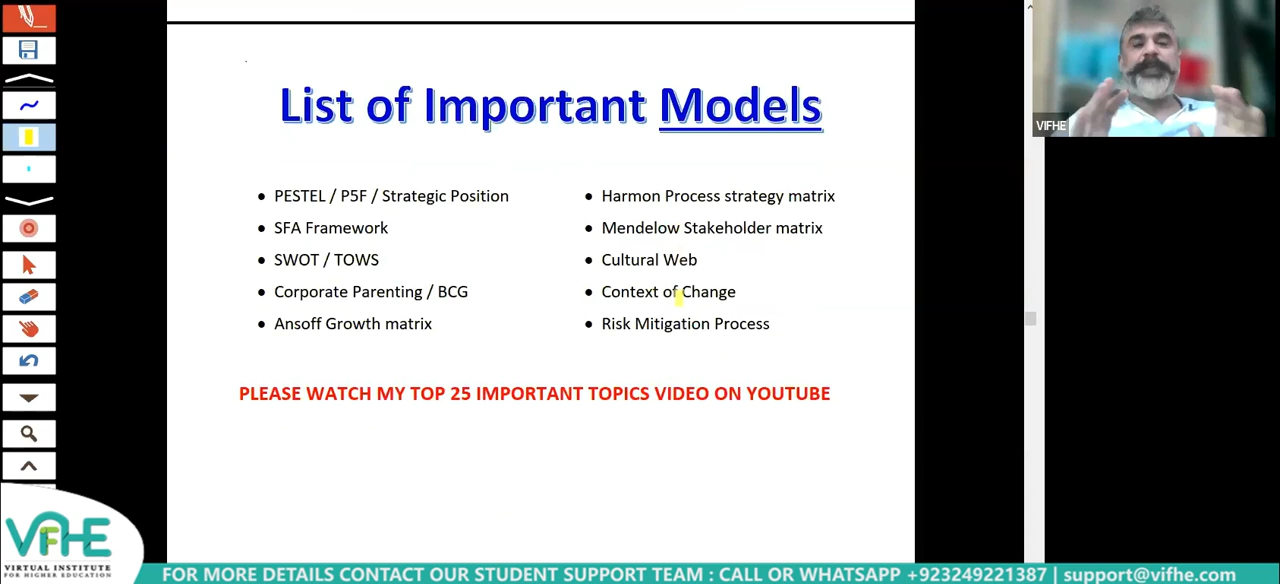 List of Important Models
PESTEL / P5F / Strategic Position
SFA Framework
SWOT / TOWS
Corporate Parenting / BCG
Ansoff Growth matrix
Harmon Process strategy matrix
Mendelow Stakeholder matrix
Cultural Web
Context of Change
Risk Mitigation Process
PLEASE WATCH MY TOP 25 IMPORTANT TOPICS VIDEO ON YOUTUBE
VIFHE
VIFHE
VIRTUAL INSTITUTE
FOR HIGHER EDUCATION
FOR MORE DETAILS CONTACT OUR STUDENT SUPPORT TEAM : CALL OR WHATSAPP +923249221387 | support@vifhe.com